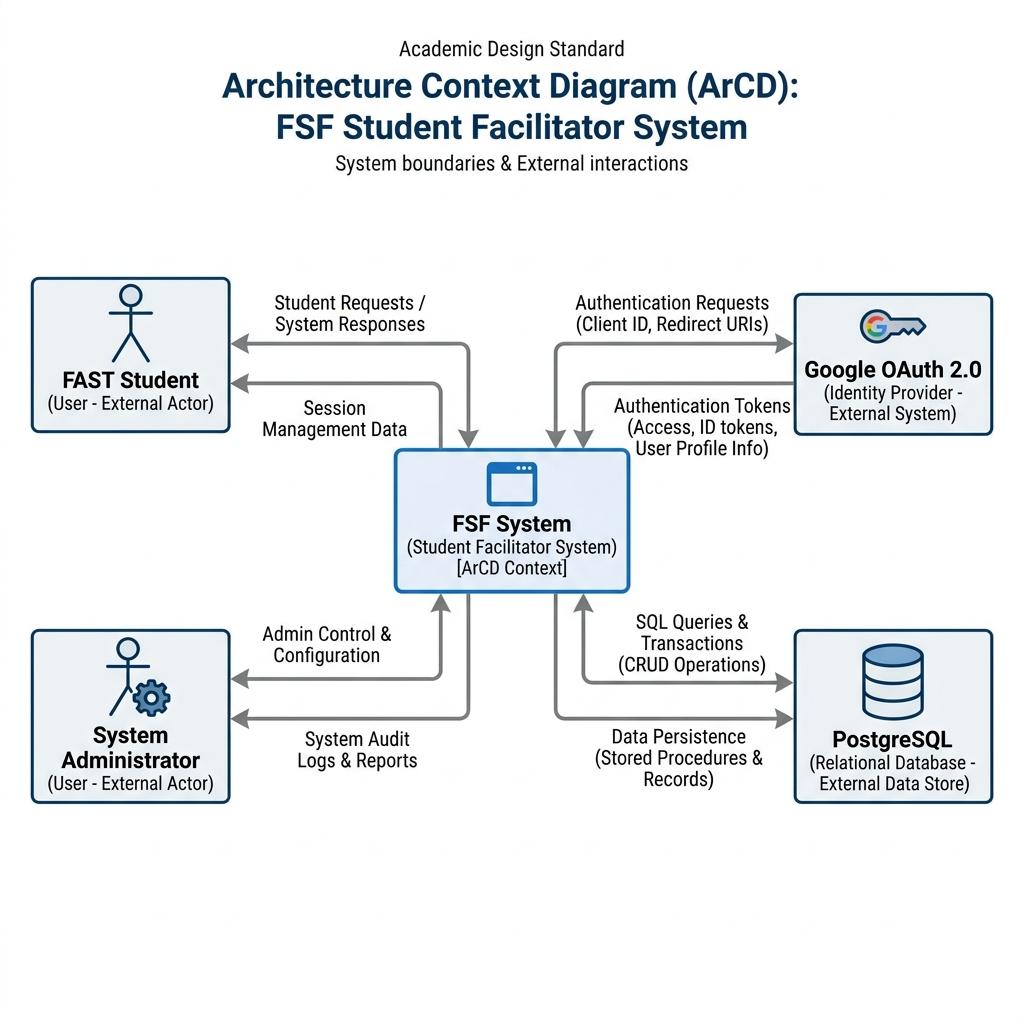 Academic Design Standard
Architecture Context Diagram (ArCD):
FSF Student Facilitator System
System boundaries & External interactions
FAST Student
(User - External Actor)
Student Requests /
System Responses
Session
Management Data
Authentication Requests
(Client ID, Redirect URIs)
Authentication Tokens
(Access, ID tokens,
User Profile Info)
G
Google OAuth 2.0
(Identity Provider -
External System)
FSF System
(Student Facilitator System)
[ArCD Context]
System
Administrator
(User - External Actor)
Admin Control &
Configuration
System Audit
Logs & Reports
SQL Queries &
Transactions
(CRUD Operations)
Data Persistence
(Stored Procedures &
Records)
PostgreSQL
(Relational Database -
External Data Store)